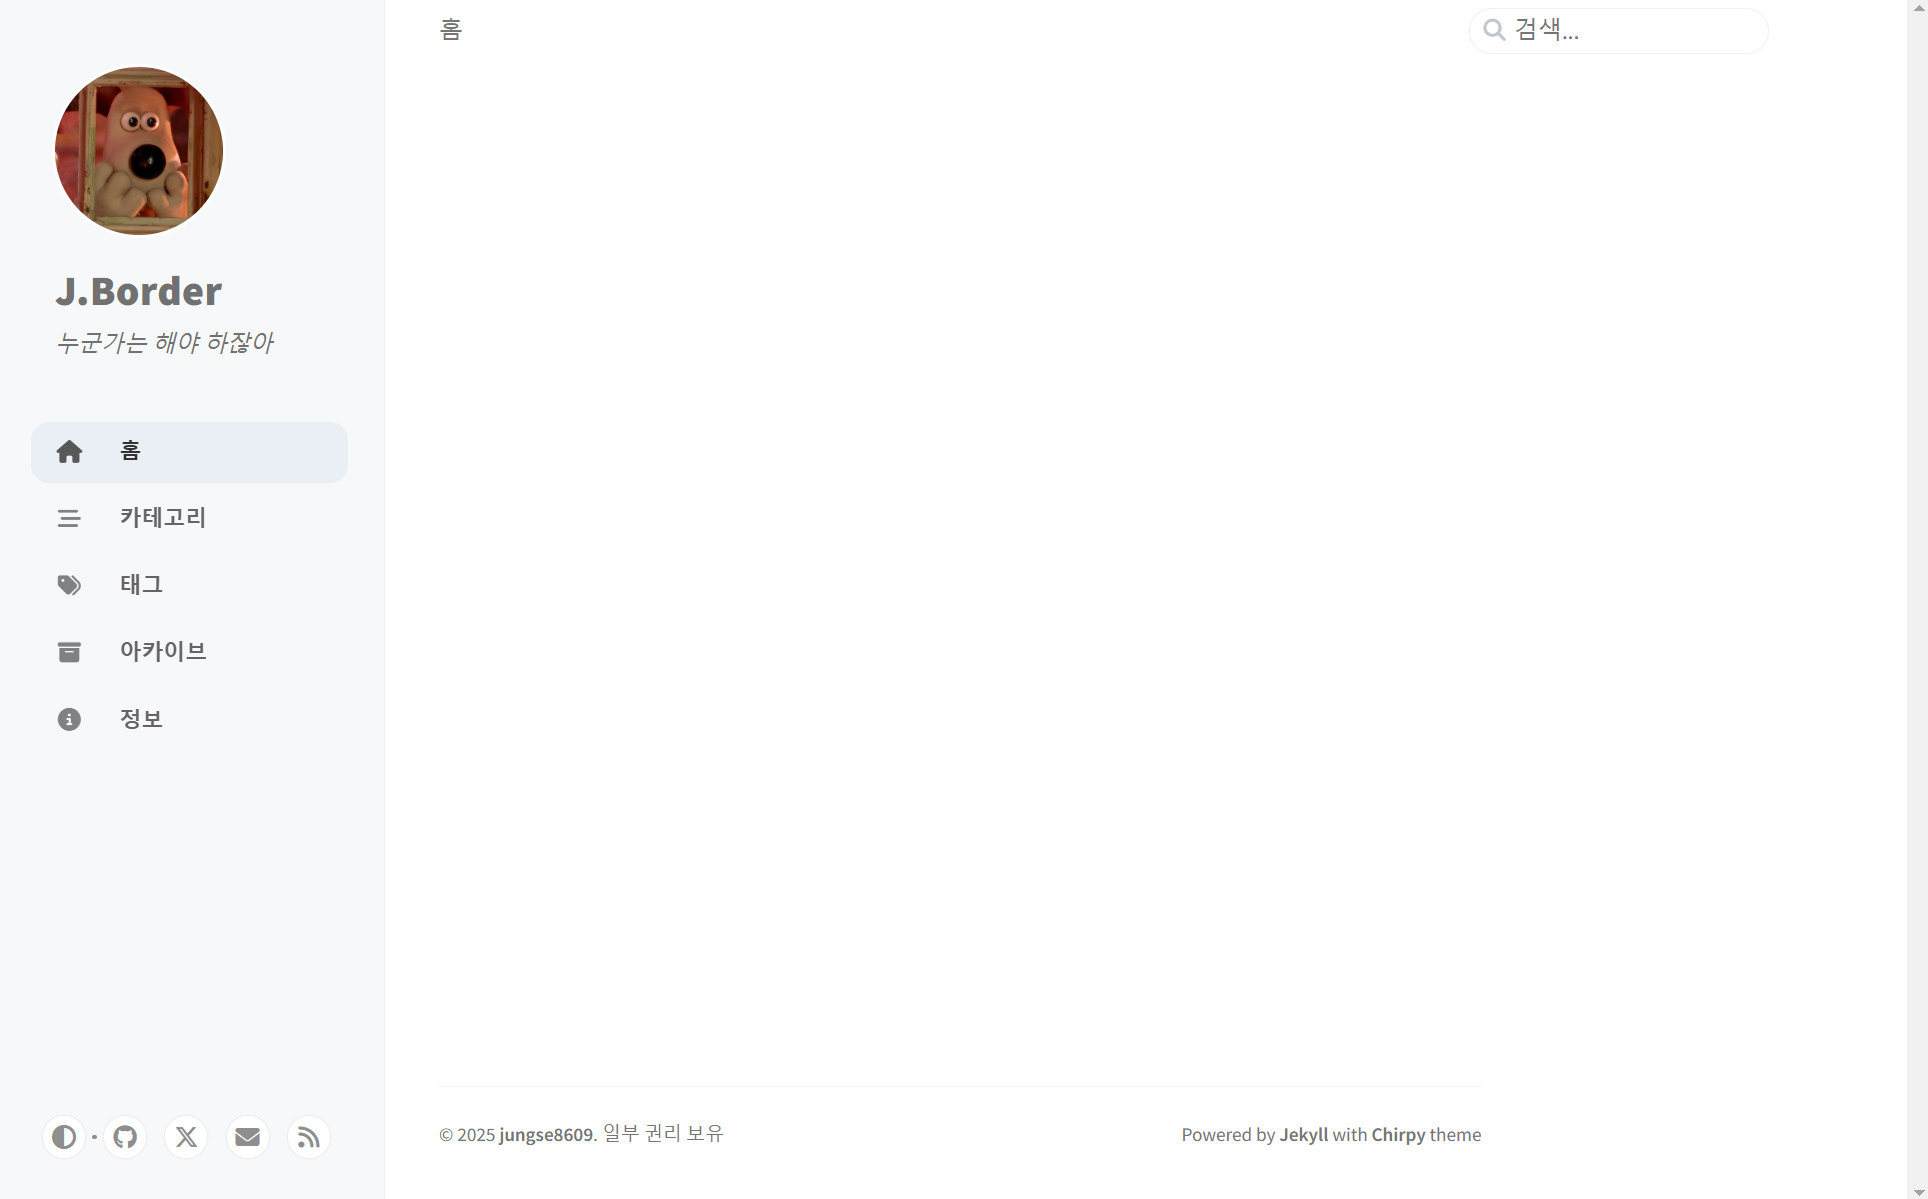 J.Border
누군가는 해야 하잖아
홈
카테고리
태그
아카이브
정보
홈
검색...
© 2025 jungse8609. 일부 권리 보유
Powered by Jekyll with Chirpy theme